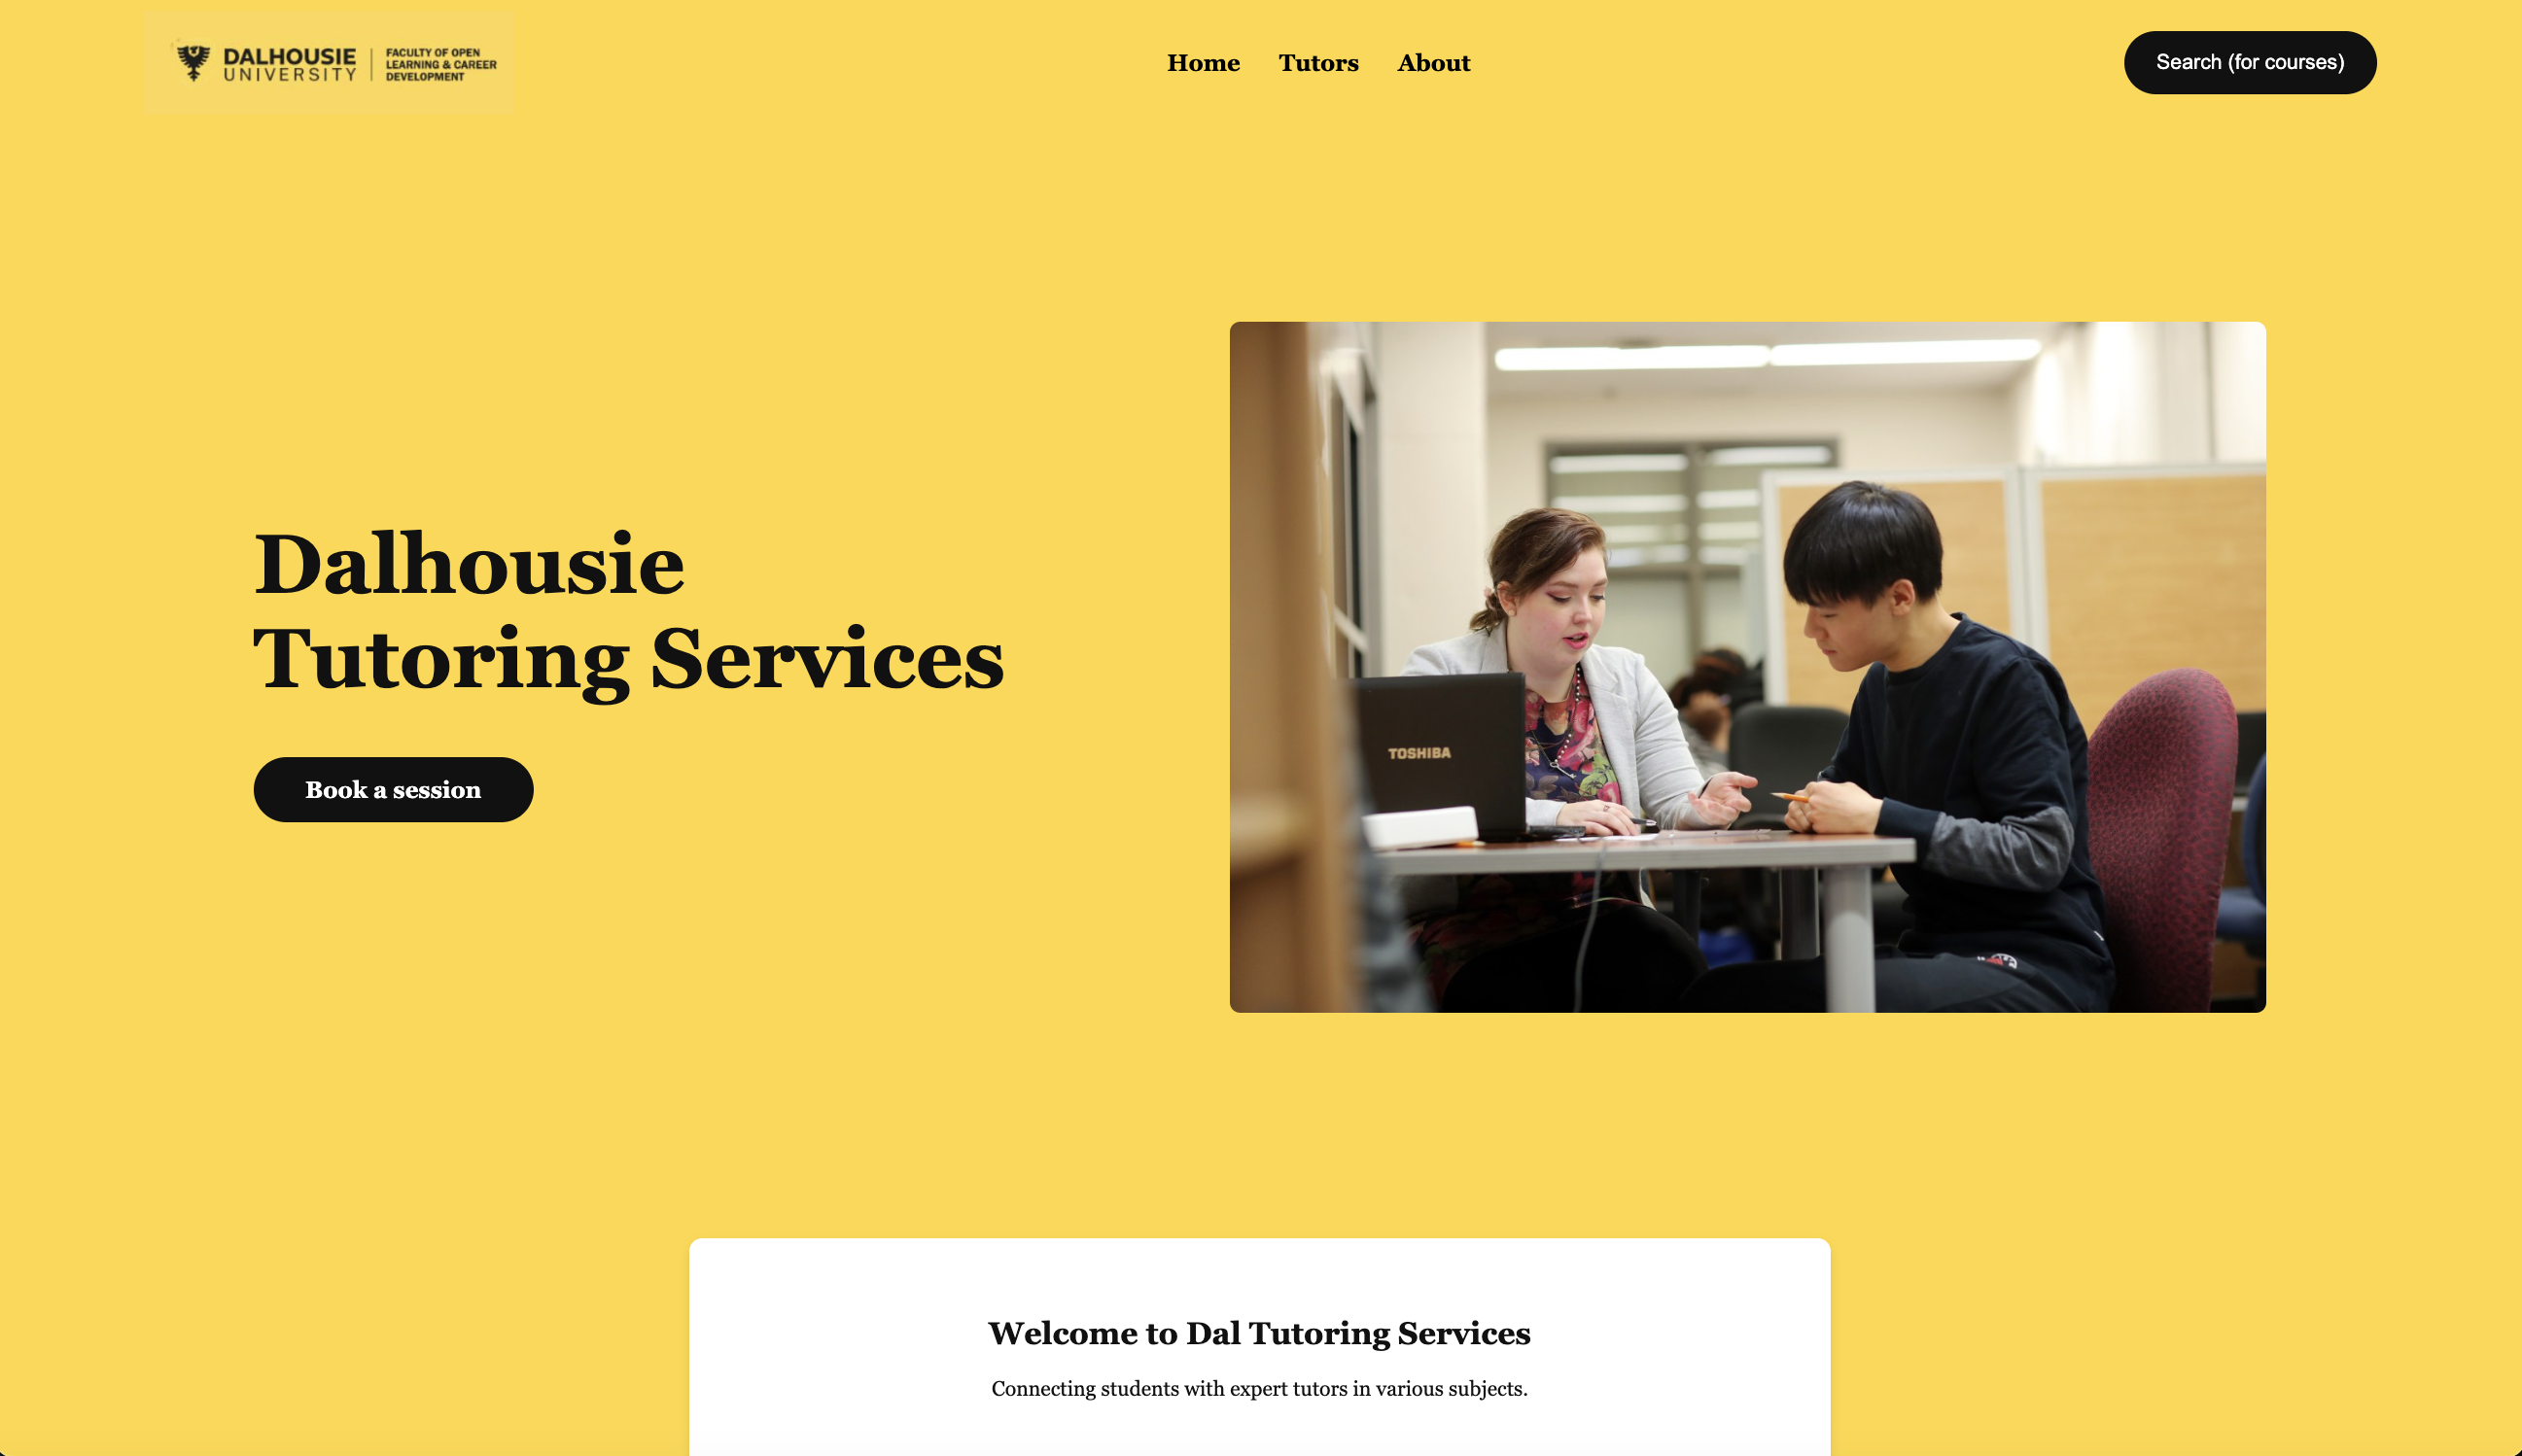 DALHOUSIE
UNIVERSITY
FACULTY OF OPEN
LEARNING & CAREER
DEVELOPMENT
Home Tutors About
Search (for courses)
Dalhousie
Tutoring Services
Book a session
TOSHIBA
Welcome to Dal Tutoring Services
Connecting students with expert tutors in various subjects.